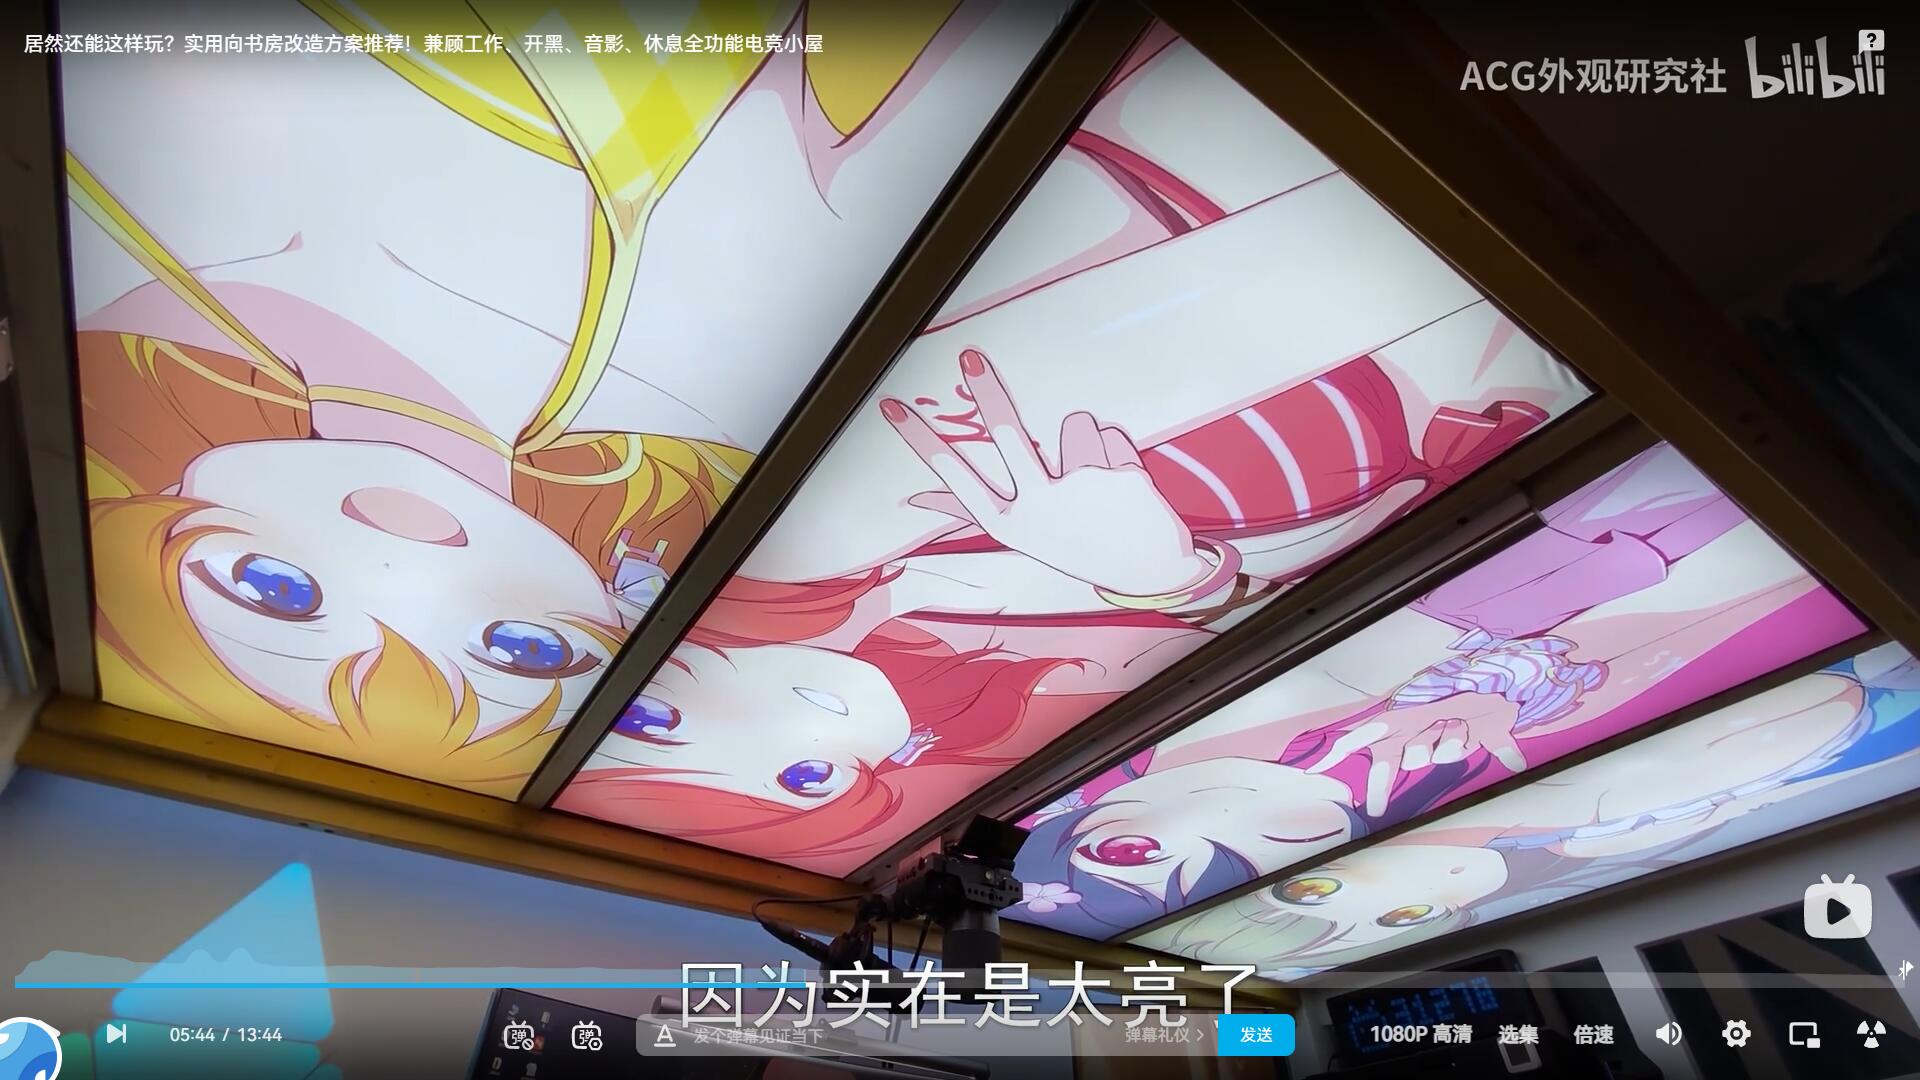 居然还能这样玩？实用向书房改造方案推荐！兼顾工作、开黑、音影、休息全功能电竞小屋
ACG外观研究社 bilibili
?
因为实在是太亮了
05:44 / 13:44
弹
弹
A
发个弹幕见证当下
弹幕礼仪 >
发送
1080P 高清
选集
倍速